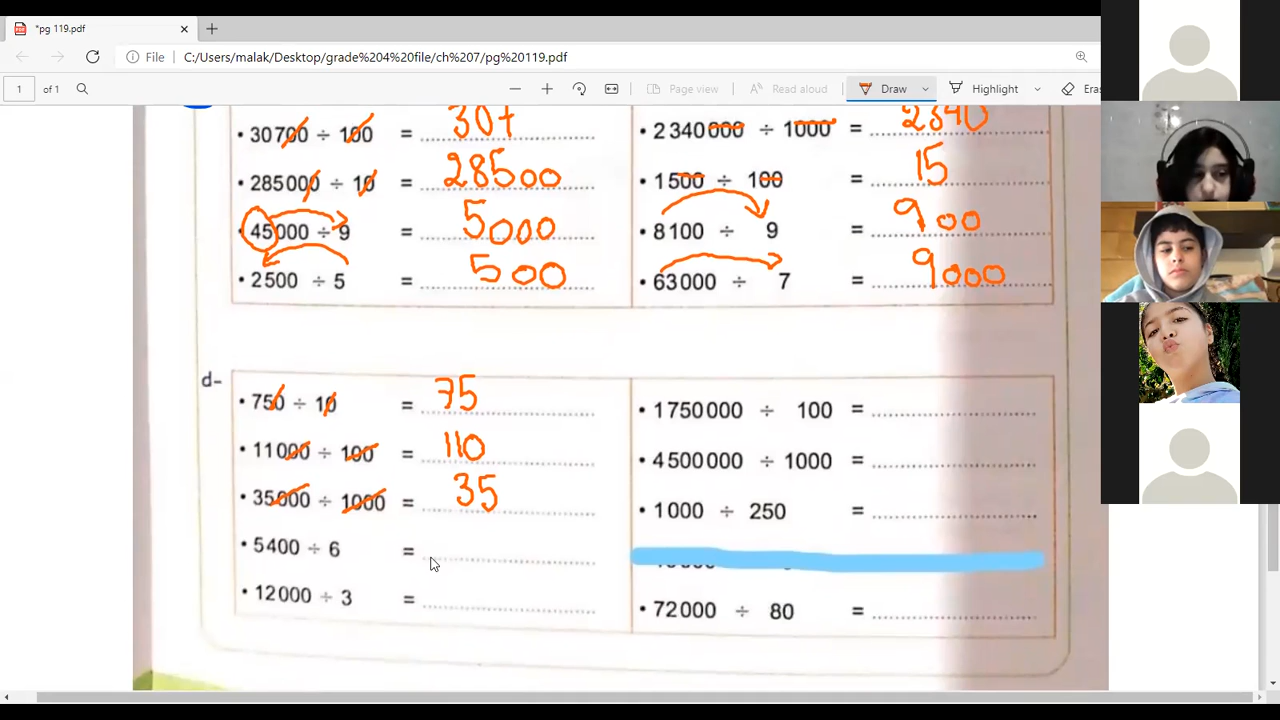 *pg 119.pdf
File C:/Users/malak/Desktop/grade%204%20file/ch%207/pg%20119.pdf
1 of 1 Page view Read aloud Draw Highlight Eras
• 30700 ÷ 100 = 307
• 285000 ÷ 10 = 28500
• 45000 ÷ 9 = 5000
• 2500 ÷ 5 = 500
• 2340000 ÷ 1000 = 2340
• 1500 ÷ 100 = 15
• 8100 ÷ 9 = 900
• 63000 ÷ 7 = 9000
d-
• 750 ÷ 10 = 75
• 11000 ÷ 100 = 110
• 35000 ÷ 1000 = 35
• 5400 ÷ 6 =
• 12000 ÷ 3 =
• 1750000 ÷ 100 =
• 4500000 ÷ 1000 =
• 1000 ÷ 250 =
• 72000 ÷ 80 =